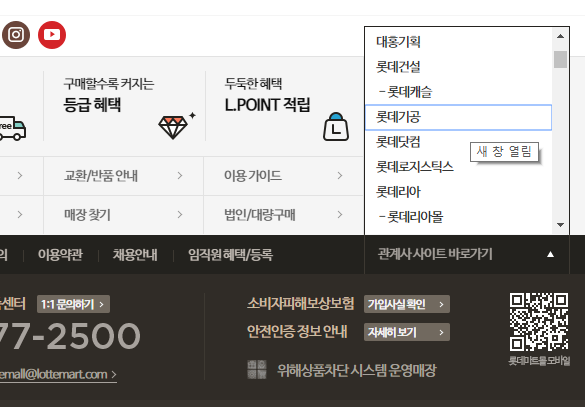 구매할수록 커지는
등급 혜택
두둑한 혜택
L.POINT 적립
ree
L
교환/반품 안내
이용 가이드
매장 찾기
법인/대량구매
대홍기획
롯데건설
- 롯데캐슬
롯데기공
롯데닷컴
새 창 열림
롯데로지스틱스
롯데리아
- 롯데리아몰
의
이용약관
채용안내
임직원 혜택/등록
관계사 사이트 바로가기
센터
1:1 문의하기
77-2500
emall@lottemart.com
소비자피해보상보험
가입사실 확인
안전인증 정보 안내
자세히 보기
위해상품차단 시스템 운영매장
롯데마트몰 모바일